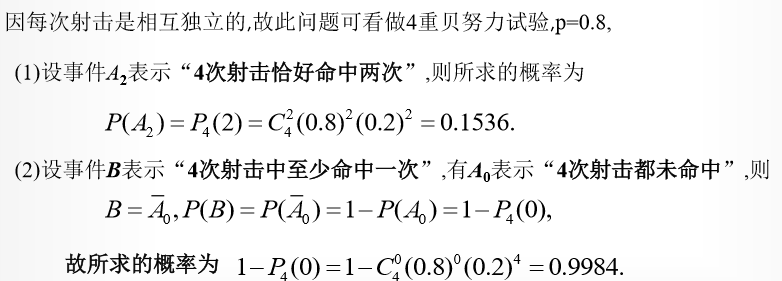 因每次射击是相互独立的,故此问题可看做4重贝努力试验,p=0.8,
(1)设事件A₂表示“4次射击恰好命中两次”,则所求的概率为
P(A₂)=P₄(2)=C₄²(0.8)²(0.2)²=0.1536.
(2)设事件B表示“4次射击中至少命中一次”,有A₀表示“4次射击都未命中”,则
B=A̅₀,P(B)=P(A̅₀)=1−P(A₀)=1−P₄(0),
故所求的概率为 1−P₄(0)=1−C₄⁰(0.8)⁰(0.2)⁴=0.9984.